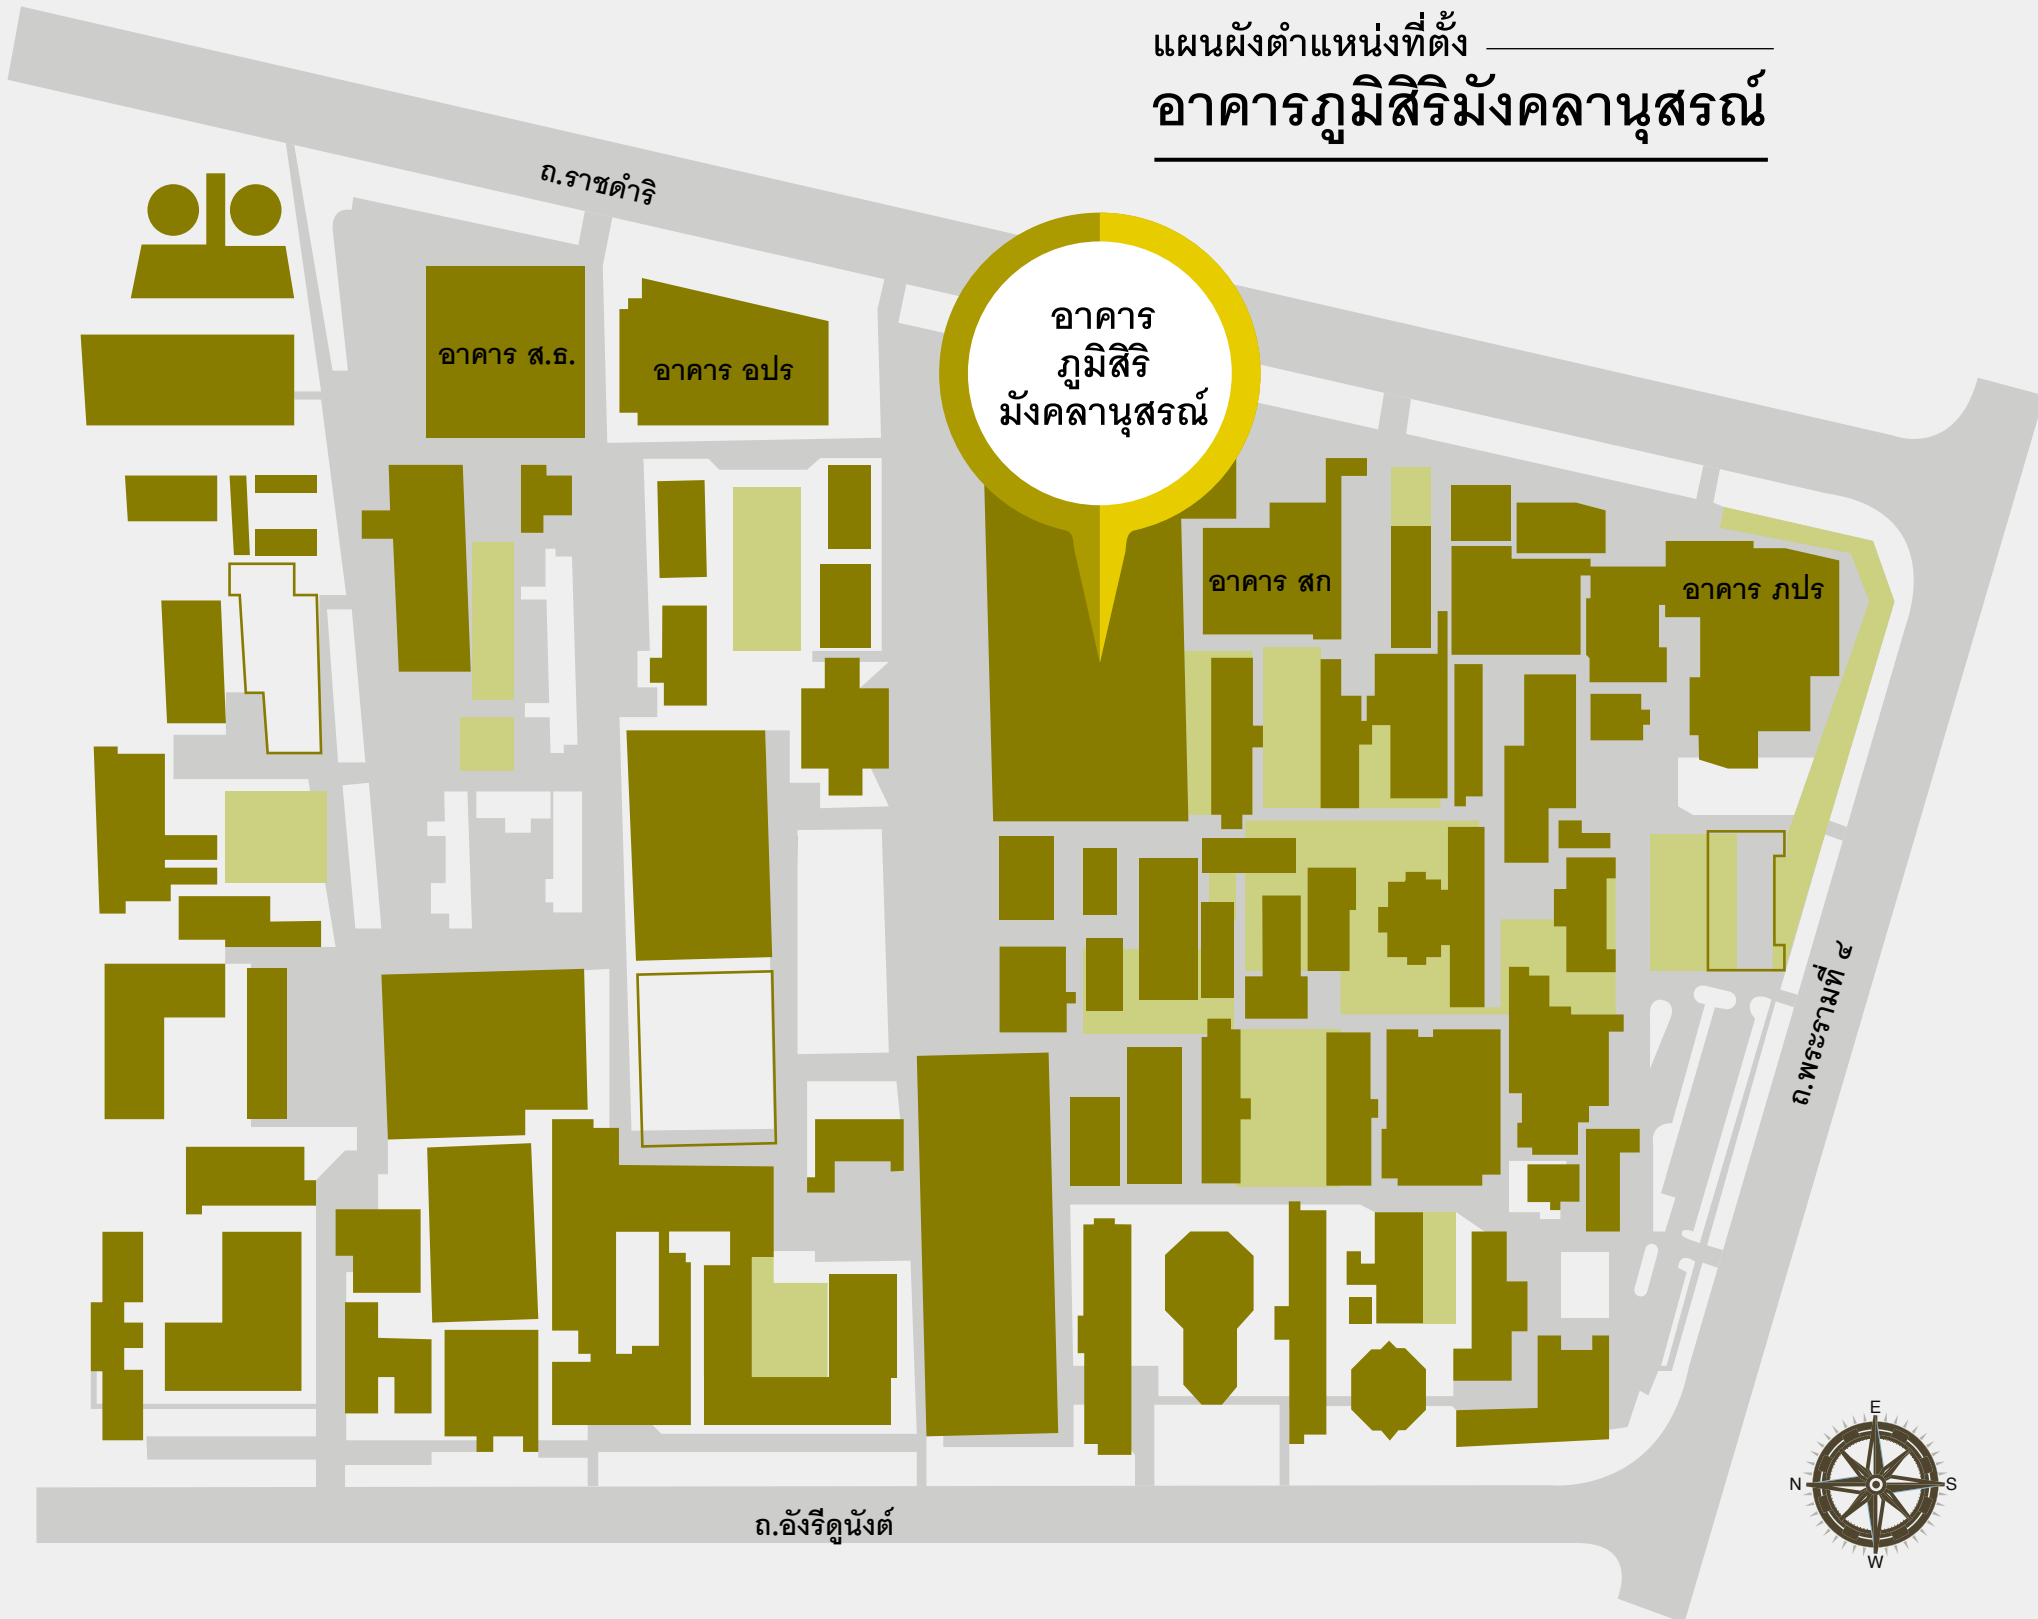 แผนผังตำแหน่งที่ตั้ง
อาคารภูมิสิริมังคลานุสรณ์
ถ.ราชดำริ
อาคาร
ภูมิสิริ
มังคลานุสรณ์
อาคาร ส.ธ.
อาคาร อปร
อาคาร สก
อาคาร ภปร
ถ.พระรามที่ ๔
E
N
S
W
ถ.อังรีดูนังต์